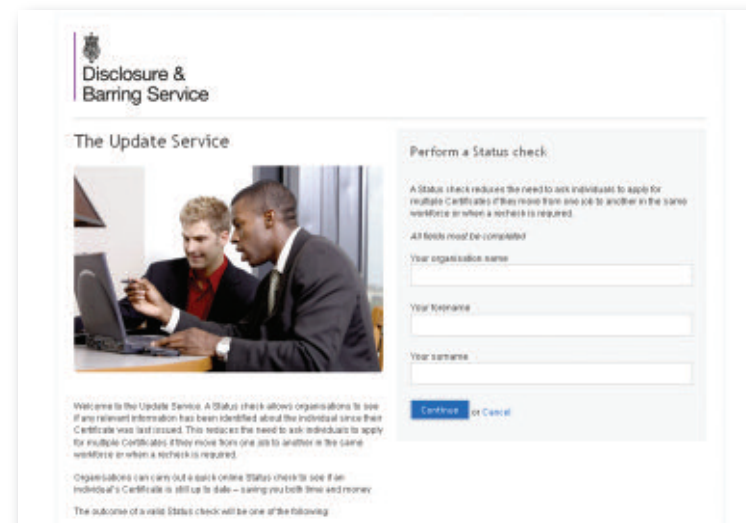 Disclosure &
Barring Service
The Update Service
Welcome to the Update Service. A Status check allows organisations to see
if any relevant information has been identified about the individual since their
Certificate was last issued. This reduces the need to ask individuals to apply
for multiple Certificates if they move from one job to another in the same
workforce or when a recheck is required.
Organisations can carry out a quick online Status check to see if an
individual's Certificate is still up to date – saving you both time and money
The outcome of a valid Status check will be one of the following
Perform a Status check
A Status check reduces the need to ask individuals to apply for
multiple Certificates if they move from one job to another in the same
workforce or when a recheck is required.
All fields must be completed
Your organisation name
Your forename
Your surname
Continue or Cancel